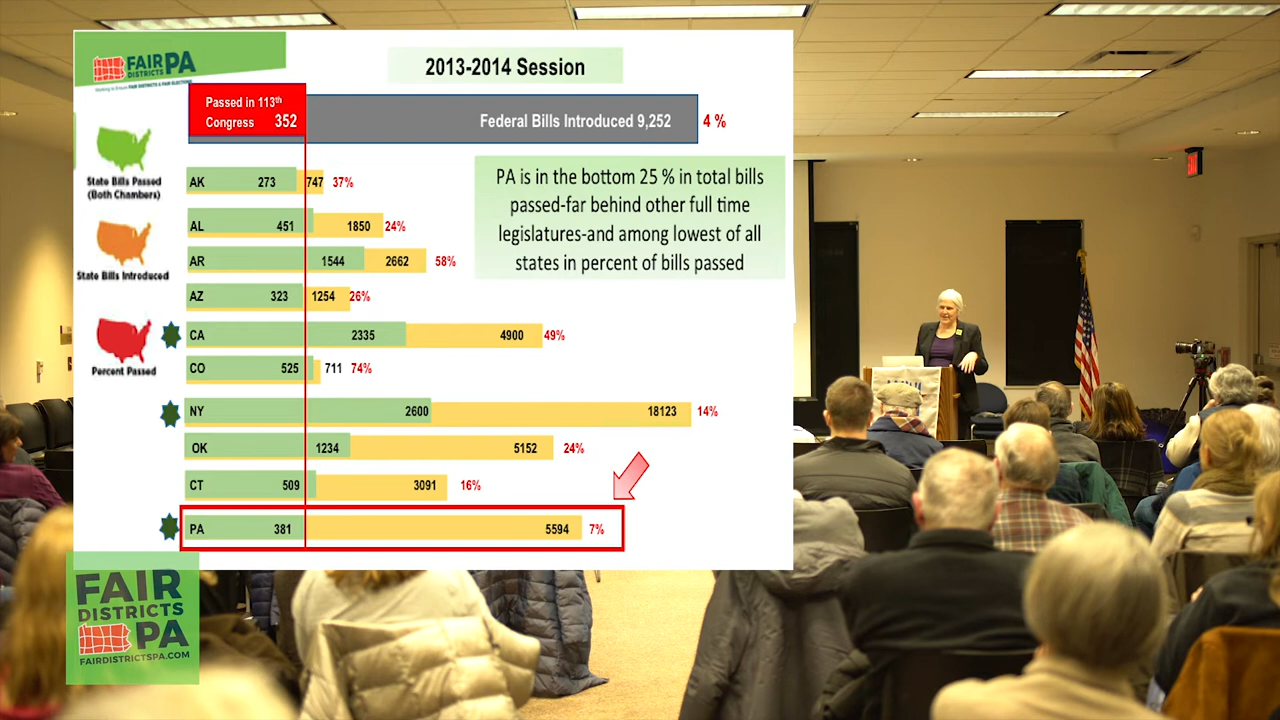 FAIR
DISTRICTS PA
Working to Ensure FAIR DISTRICTS & FAIR ELECTIONS
2013-2014 Session
Passed in 113th
Congress 352
Federal Bills Introduced 9,252
4 %
State Bills Passed
(Both Chambers)
State Bills Introduced
Percent Passed
AK 273 747 37%
AL 451 1850 24%
AR 1544 2662 58%
AZ 323 1254 26%
CA 2335 4900 49%
CO 525 711 74%
NY 2600 18123 14%
OK 1234 5152 24%
CT 509 3091 16%
PA 381 5594 7%
PA is in the bottom 25 % in total bills
passed-far behind other full time
legislatures-and among lowest of all
states in percent of bills passed
EXIT
FAIR
DISTRICTS
PA
FAIRDISTRICTSPA.COM